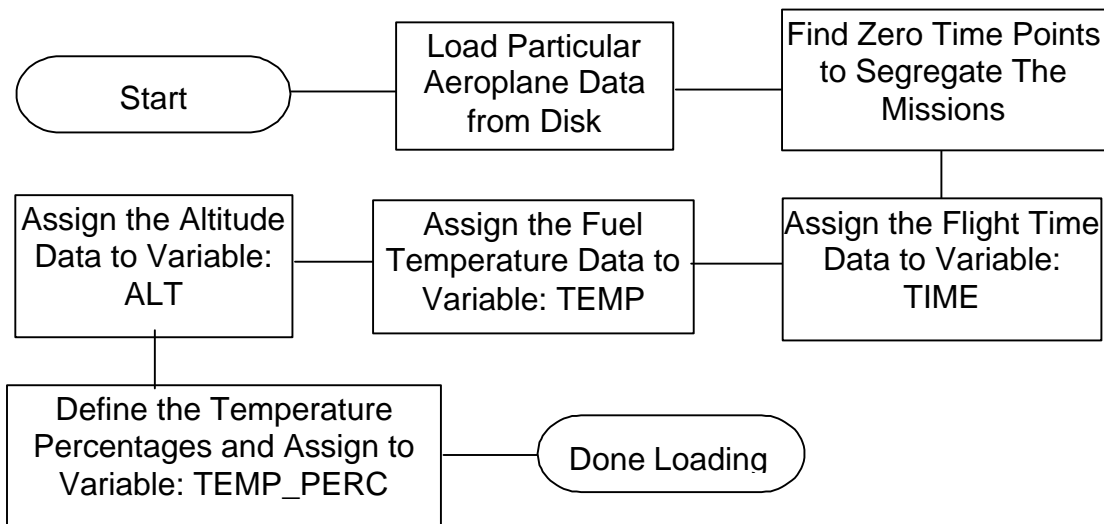 Start
Load Particular
Aeroplane Data
from Disk
Find Zero Time Points
to Segregate The
Missions
Assign the Flight Time
Data to Variable:
TIME
Assign the Fuel
Temperature Data to
Variable: TEMP
Assign the Altitude
Data to Variable:
ALT
Define the Temperature
Percentages and Assign to
Variable: TEMP_PERC
Done Loading